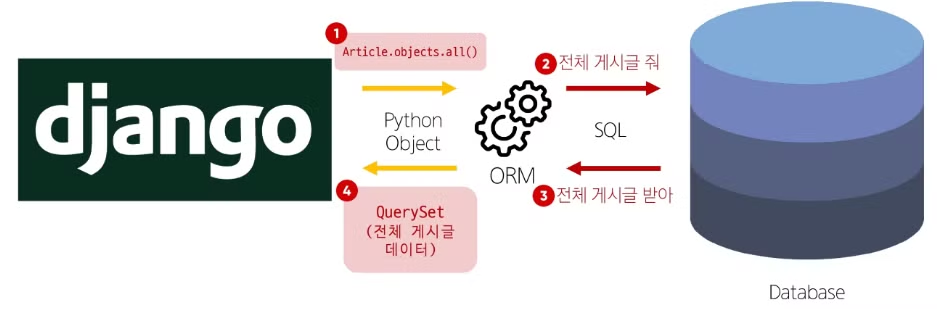 1
Article.objects.all()
2 전체 게시글 줘
django
Python
Object
SQL
ORM
4
QuerySet
(전체 게시글
데이터)
3 전체 게시글 받아
Database